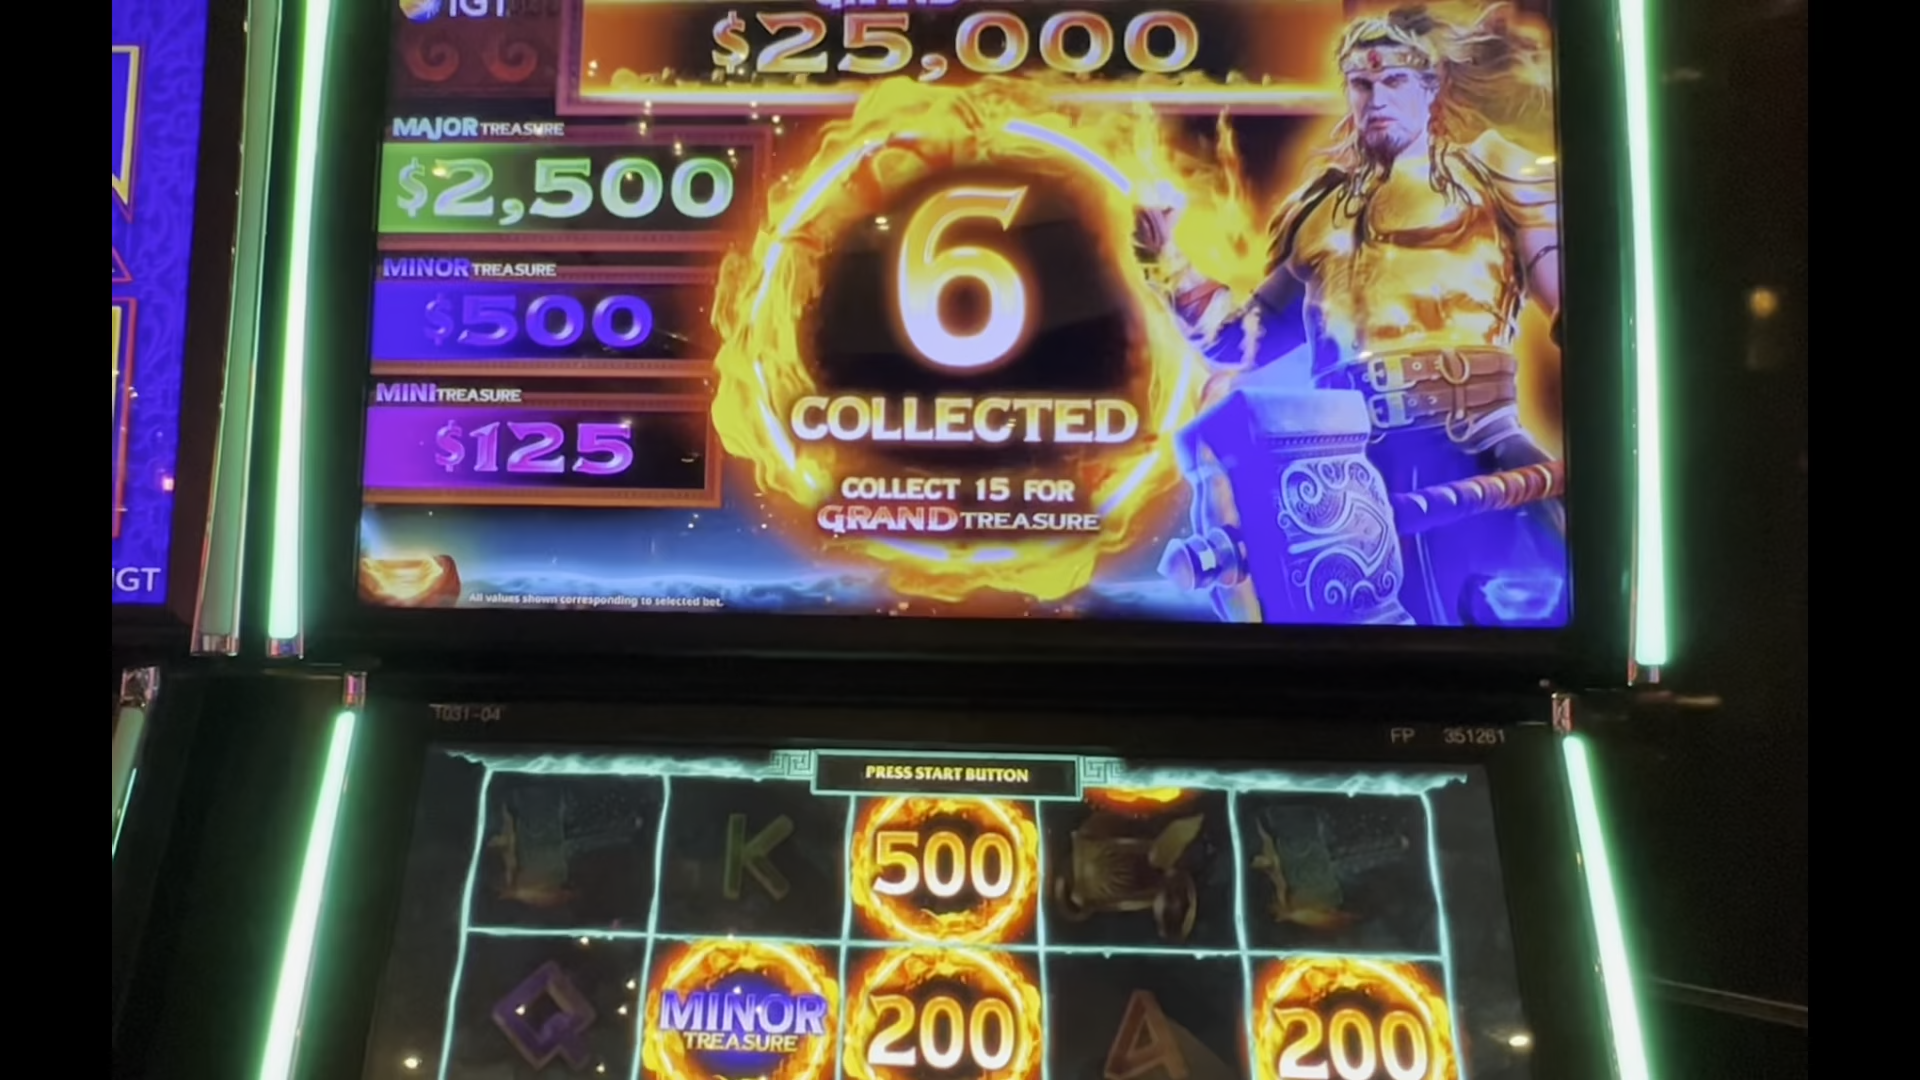 IGT
GRAND
$25,000
MAJOR TREASURE
$2,500
MINOR TREASURE
$500
MINI TREASURE
$125
6
COLLECTED
COLLECT 15 FOR
GRAND TREASURE
All values shown corresponding to selected bet.
IGT
T031-04
FP 351261
PRESS START BUTTON
K
500
Q
MINOR
TREASURE
200
A
200